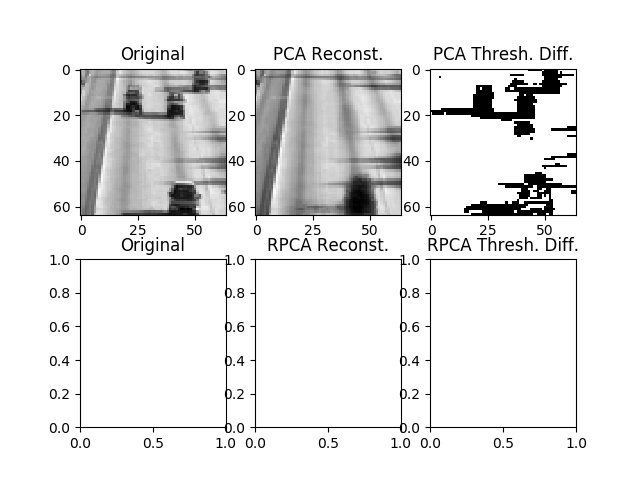 Original PCA Reconst. PCA Thresh. Diff.
0 0 0
20 20 20
40 40 40
60 60 60
0 25 50 0 25 50 0 25 50
Original RPCA Reconst. RPCA Thresh. Diff.
1.0 1.0 1.0
0.8 0.8 0.8
0.6 0.6 0.6
0.4 0.4 0.4
0.2 0.2 0.2
0.0 0.0 0.0
0.0 0.5 1.0 0.0 0.5 1.0 0.0 0.5 1.0